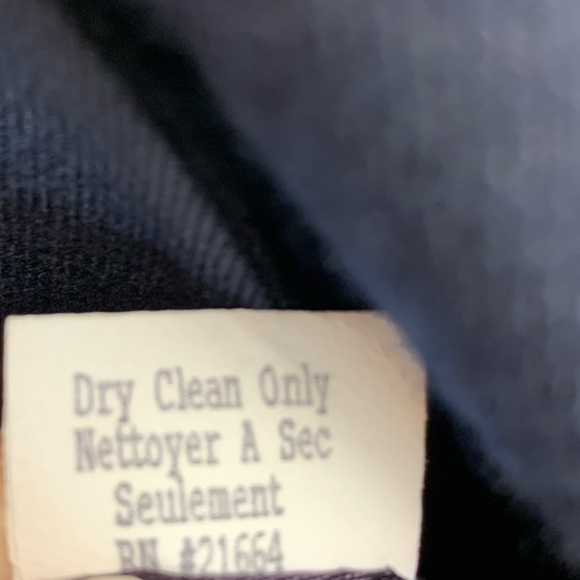 Dry Clean Only
Nettoyer A Sec
Seulement
RN #21664